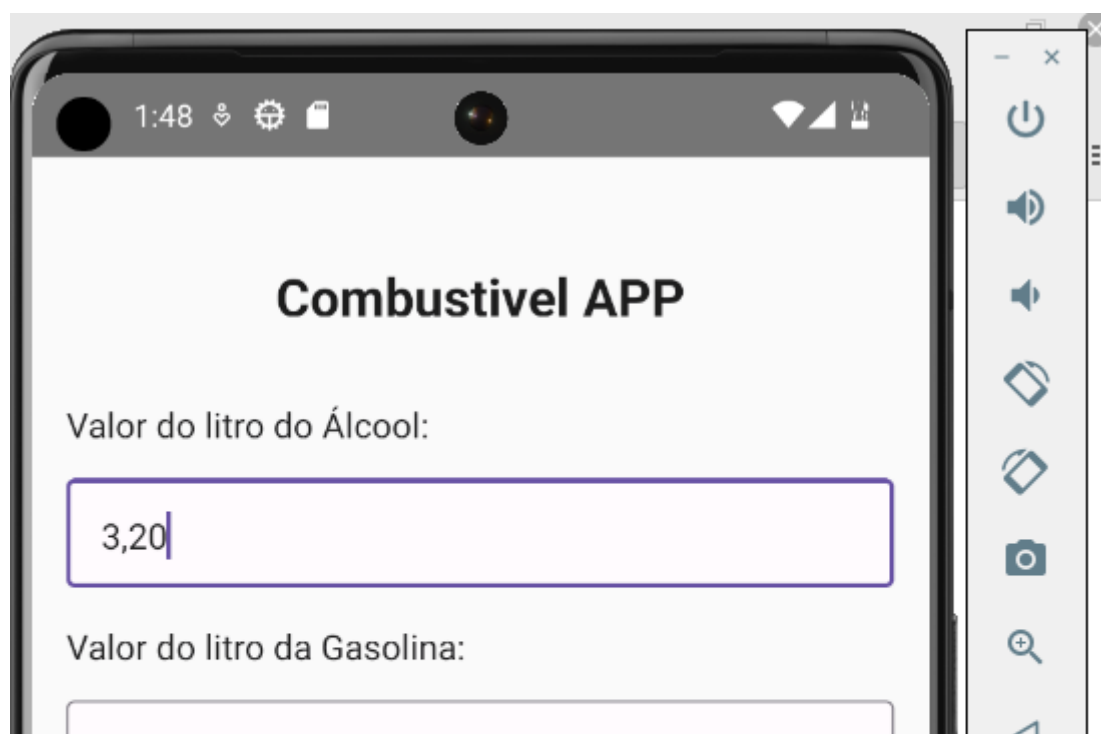 1:48
Combustivel APP
Valor do litro do Álcool:
3,20
Valor do litro da Gasolina: